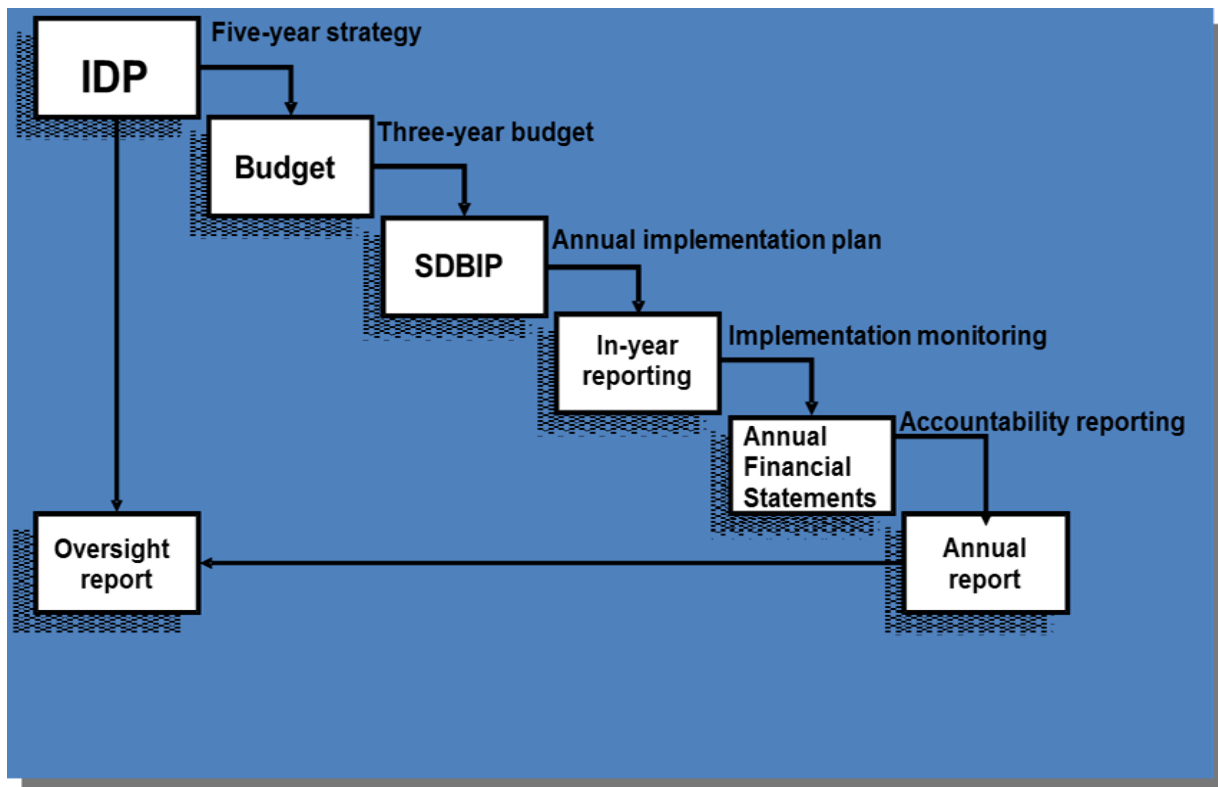 Five-year strategy
IDP
Three-year budget
Budget
Annual implementation plan
SDBIP
Implementation monitoring
In-year
reporting
Accountability reporting
Annual
Financial
Statements
Oversight
report
Annual
report